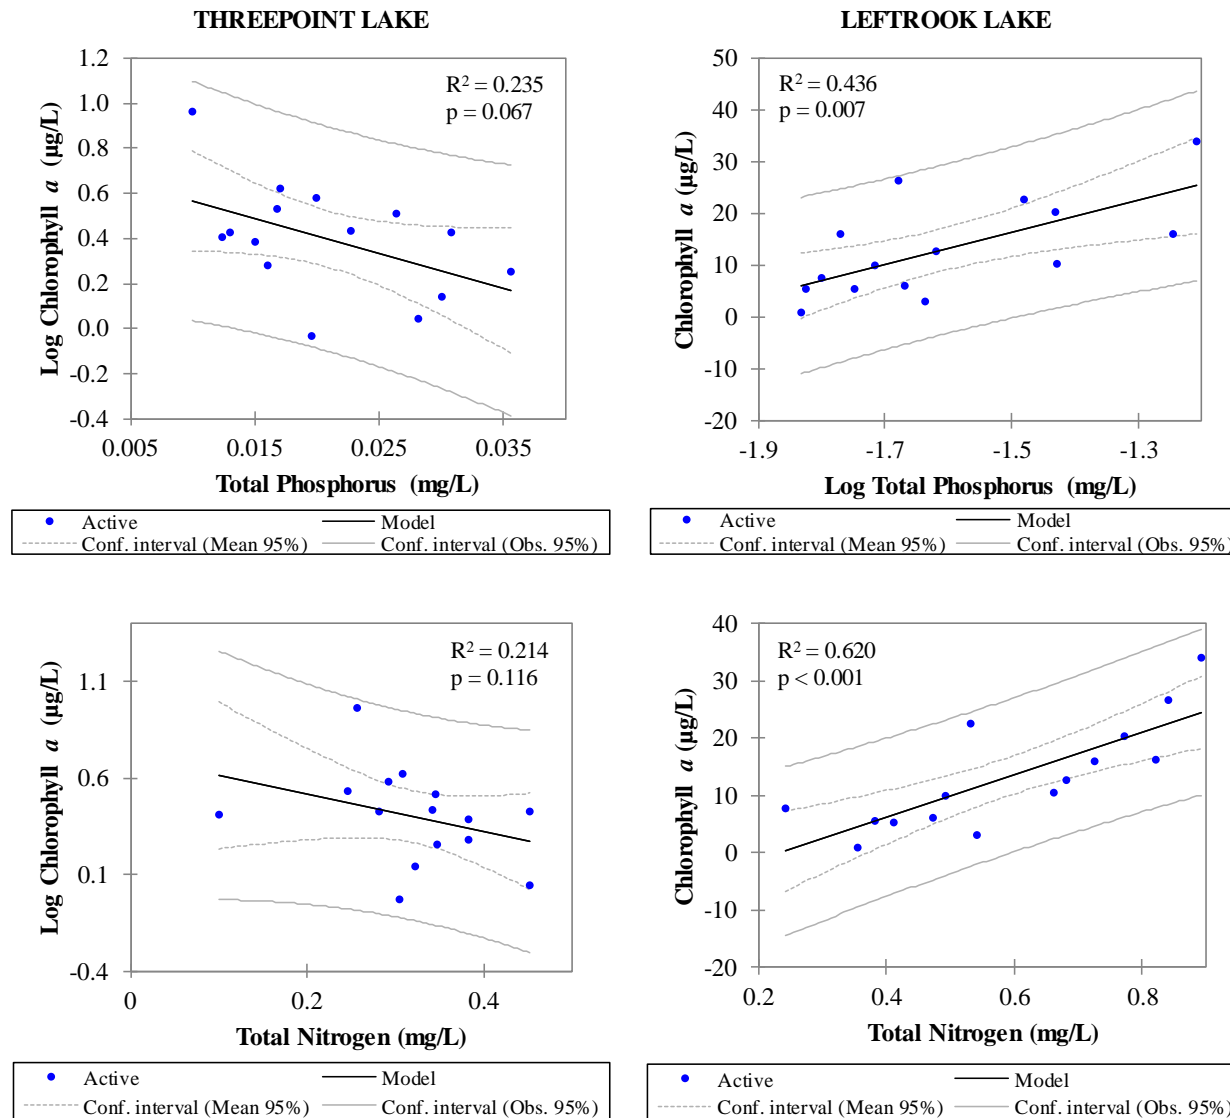 THREEPOINT LAKE
LEFTROOK LAKE
1.2
1.0
0.8
0.6
0.4
0.2
0.0
-0.2
-0.4
Log Chlorophyll a (µg/L)
R² = 0.235
p = 0.067
0.005 0.015 0.025 0.035
Total Phosphorus (mg/L)
Active Model
Conf. interval (Mean 95%) Conf. interval (Obs. 95%)
50
40
30
20
10
0
-10
-20
Chlorophyll a (µg/L)
R² = 0.436
p = 0.007
-1.9 -1.7 -1.5 -1.3
Log Total Phosphorus (mg/L)
Active Model
Conf. interval (Mean 95%) Conf. interval (Obs. 95%)
1.1
0.6
0.1
-0.4
Log Chlorophyll a (µg/L)
R² = 0.214
p = 0.116
0 0.2 0.4
Total Nitrogen (mg/L)
Active Model
Conf. interval (Mean 95%) Conf. interval (Obs. 95%)
40
30
20
10
0
-10
-20
Chlorophyll a (µg/L)
R² = 0.620
p < 0.001
0.2 0.4 0.6 0.8
Total Nitrogen (mg/L)
Active Model
Conf. interval (Mean 95%) Conf. interval (Obs. 95%)